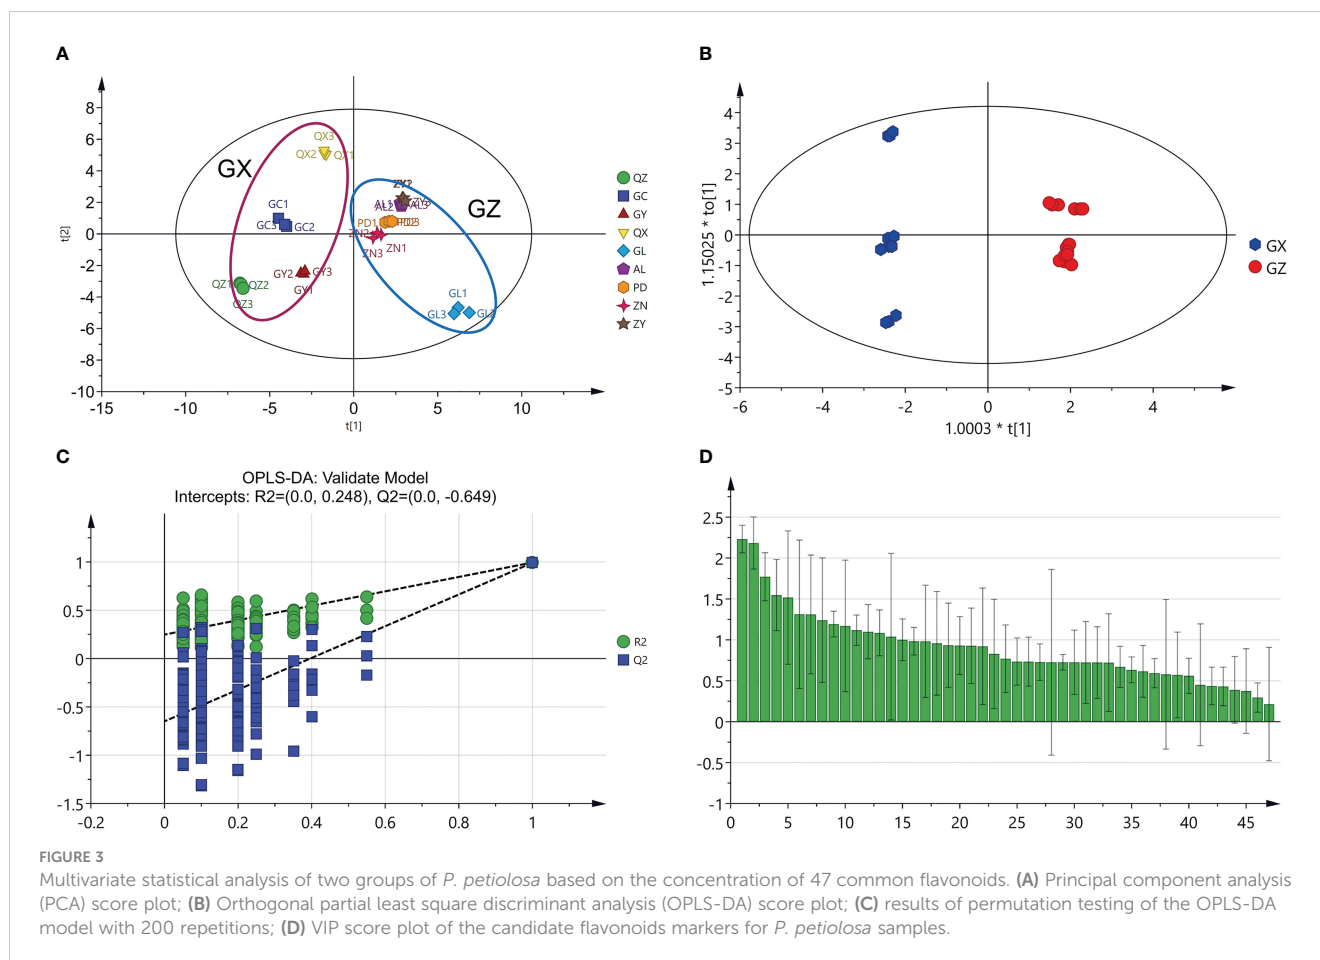 A
B
8
6
4
2
0
-2
-4
-6
-8
-10
-15
-10
-5
0
5
10
t[1]
t[2]
GX
GZ
QX3
QX2
QX1
GC1
GC3
GC2
GY2
GY3
GY1
QZ1
QZ2
QZ3
ZY2
ZY3
AL1
AL2
AL3
PD1
PD2
PD3
ZN2
ZN1
ZN3
GL1
GL3
GL2
QZ
GC
GY
QX
GL
AL
PD
ZN
ZY
4
3
2
1
0
-1
-2
-3
-4
-5
-6
-4
-2
0
2
4
1.0003 * t[1]
1.15025 * to[1]
GX
GZ
C
D
OPLS-DA: Validate Model
Intercepts: R2=(0.0, 0.248), Q2=(0.0, -0.649)
1
0.5
0
-0.5
-1
-1.5
-0.2
0
0.2
0.4
0.6
0.8
1
R2
Q2
2.5
2
1.5
1
0.5
0
-0.5
-1
0
5
10
15
20
25
30
35
40
45
FIGURE 3
Multivariate statistical analysis of two groups of P. petiolosa based on the concentration of 47 common flavonoids. (A) Principal component analysis
(PCA) score plot; (B) Orthogonal partial least square discriminant analysis (OPLS-DA) score plot; (C) results of permutation testing of the OPLS-DA
model with 200 repetitions; (D) VIP score plot of the candidate flavonoids markers for P. petiolosa samples.